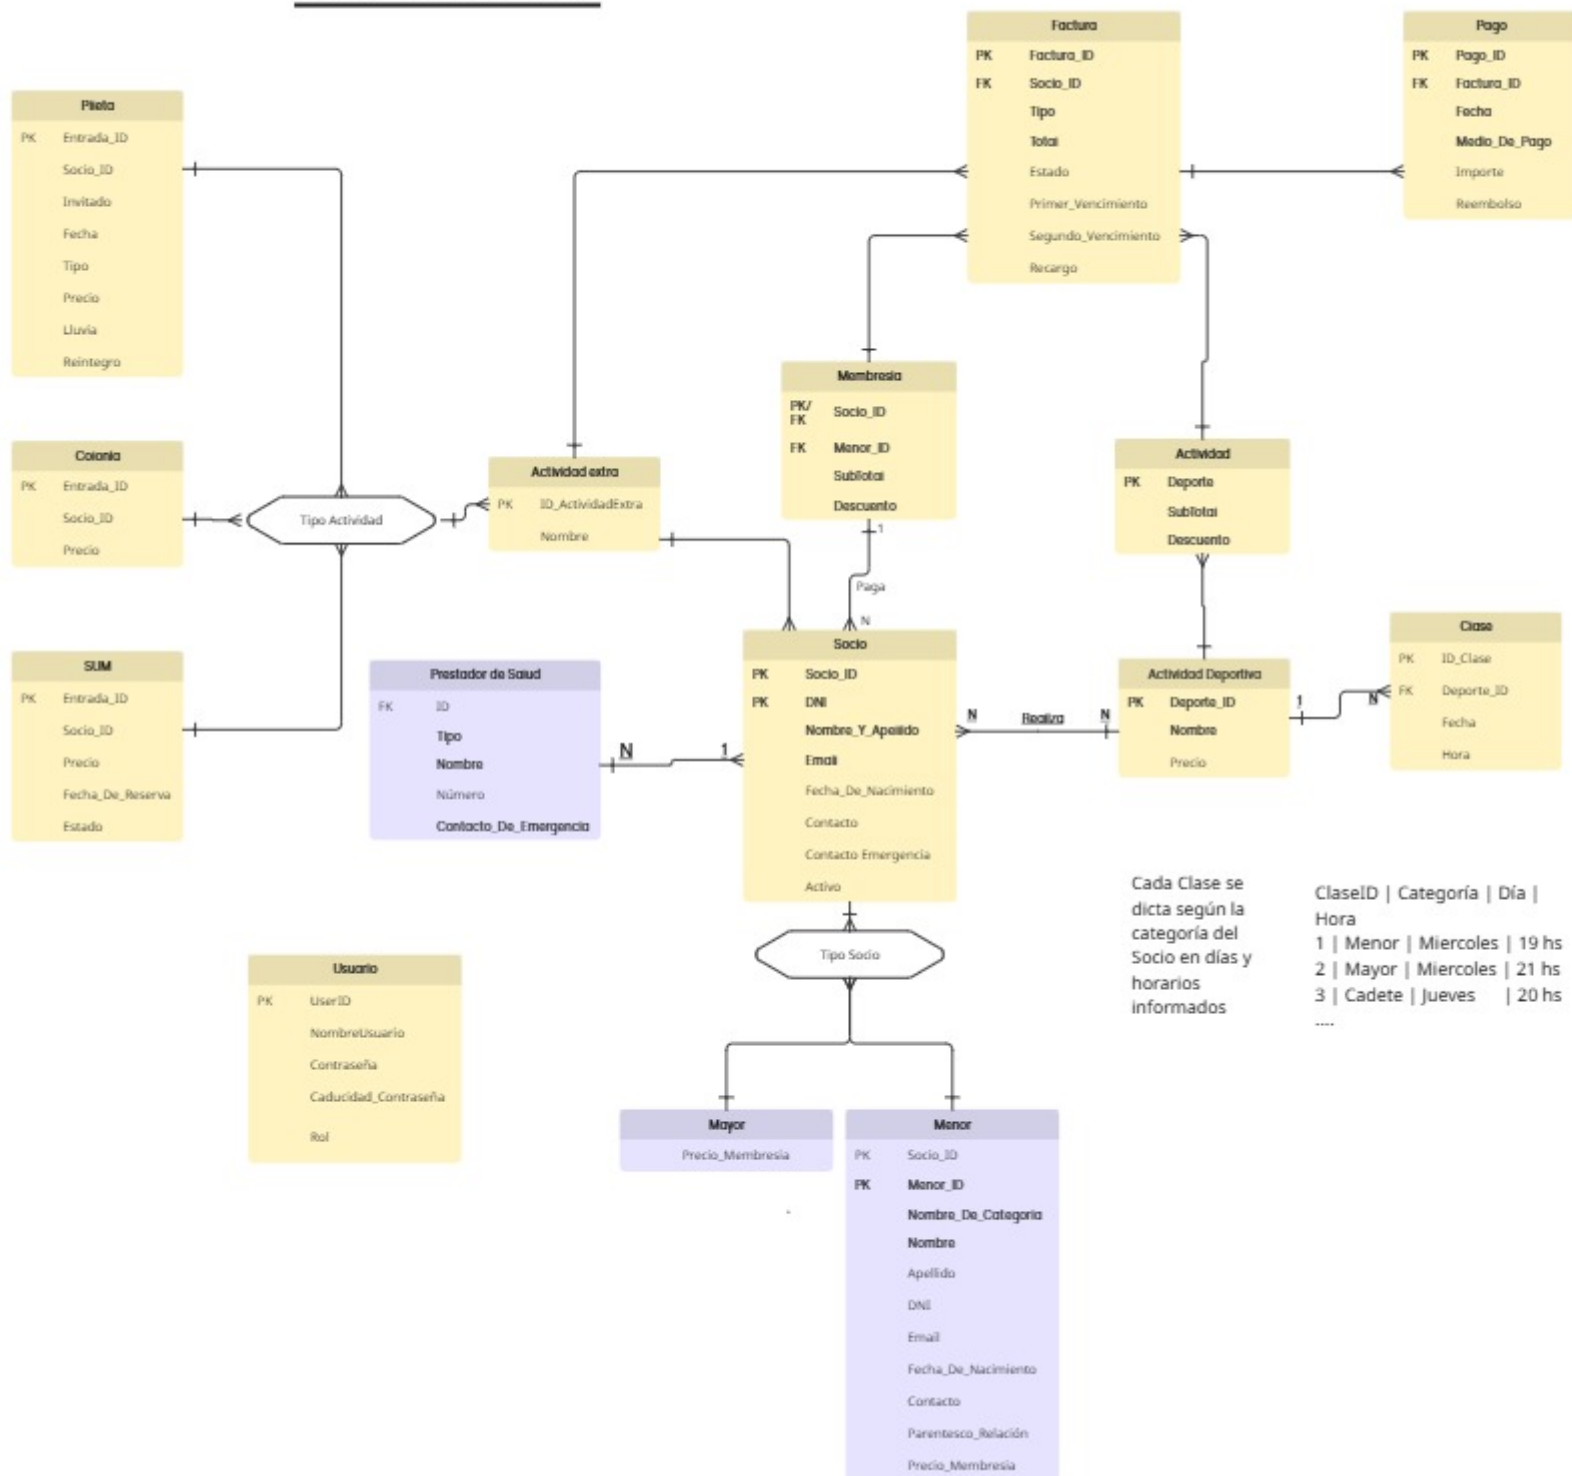 Factura
PK Factura_ID
FK Socio_ID
Tipo
Total
Estado
Primer_Vencimiento
Segundo_Vencimiento
Recargo
Pago
PK Pago_ID
FK Factura_ID
Fecha
Medio_De_Pago
Importe
Reembolso
Pileta
PK Entrada_ID
Socio_ID
Invitado
Fecha
Tipo
Precio
Lluvia
Reintegro
Membresia
PK/
FK Socio_ID
FK Menor_ID
SubTotal
Descuento
1
Paga
N
Colonia
PK Entrada_ID
Socio_ID
Precio
Tipo Actividad
Actividad extra
PK ID_ActividadExtra
Nombre
Actividad
PK Deporte
SubTotal
Descuento
SUM
PK Entrada_ID
Socio_ID
Precio
Fecha_De_Reserva
Estado
Prestador de Salud
FK ID
Tipo
Nombre
Número
Contacto_De_Emergencia
N 1
Socio
PK Socio_ID
PK DNI
Nombre_Y_Apellido
Email
Fecha_De_Nacimiento
Contacto
Contacto Emergencia
Activo
N Realiza N
Actividad Deportiva
PK Deporte_ID
Nombre
Precio
1 N
Clase
PK ID_Clase
FK Deporte_ID
Fecha
Hora
Cada Clase se
dicta según la
categoría del
Socio en días y
horarios
informados
ClaseID | Categoría | Día |
Hora
1 | Menor | Miercoles | 19 hs
2 | Mayor | Miercoles | 21 hs
3 | Cadete | Jueves | 20 hs
....
Tipo Socio
Usuario
PK UserID
NombreUsuario
Contraseña
Caducidad_Contraseña
Rol
Mayor
Precio_Membresia
Menor
PK Socio_ID
PK Menor_ID
Nombre_De_Categoria
Nombre
Apellido
DNI
Email
Fecha_De_Nacimiento
Contacto
Parentesco_Relación
Precio_Membresia